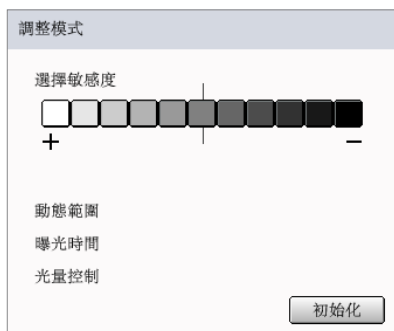 調整模式
選擇敏感度
+ −
動態範圍
曝光時間
光量控制
初始化